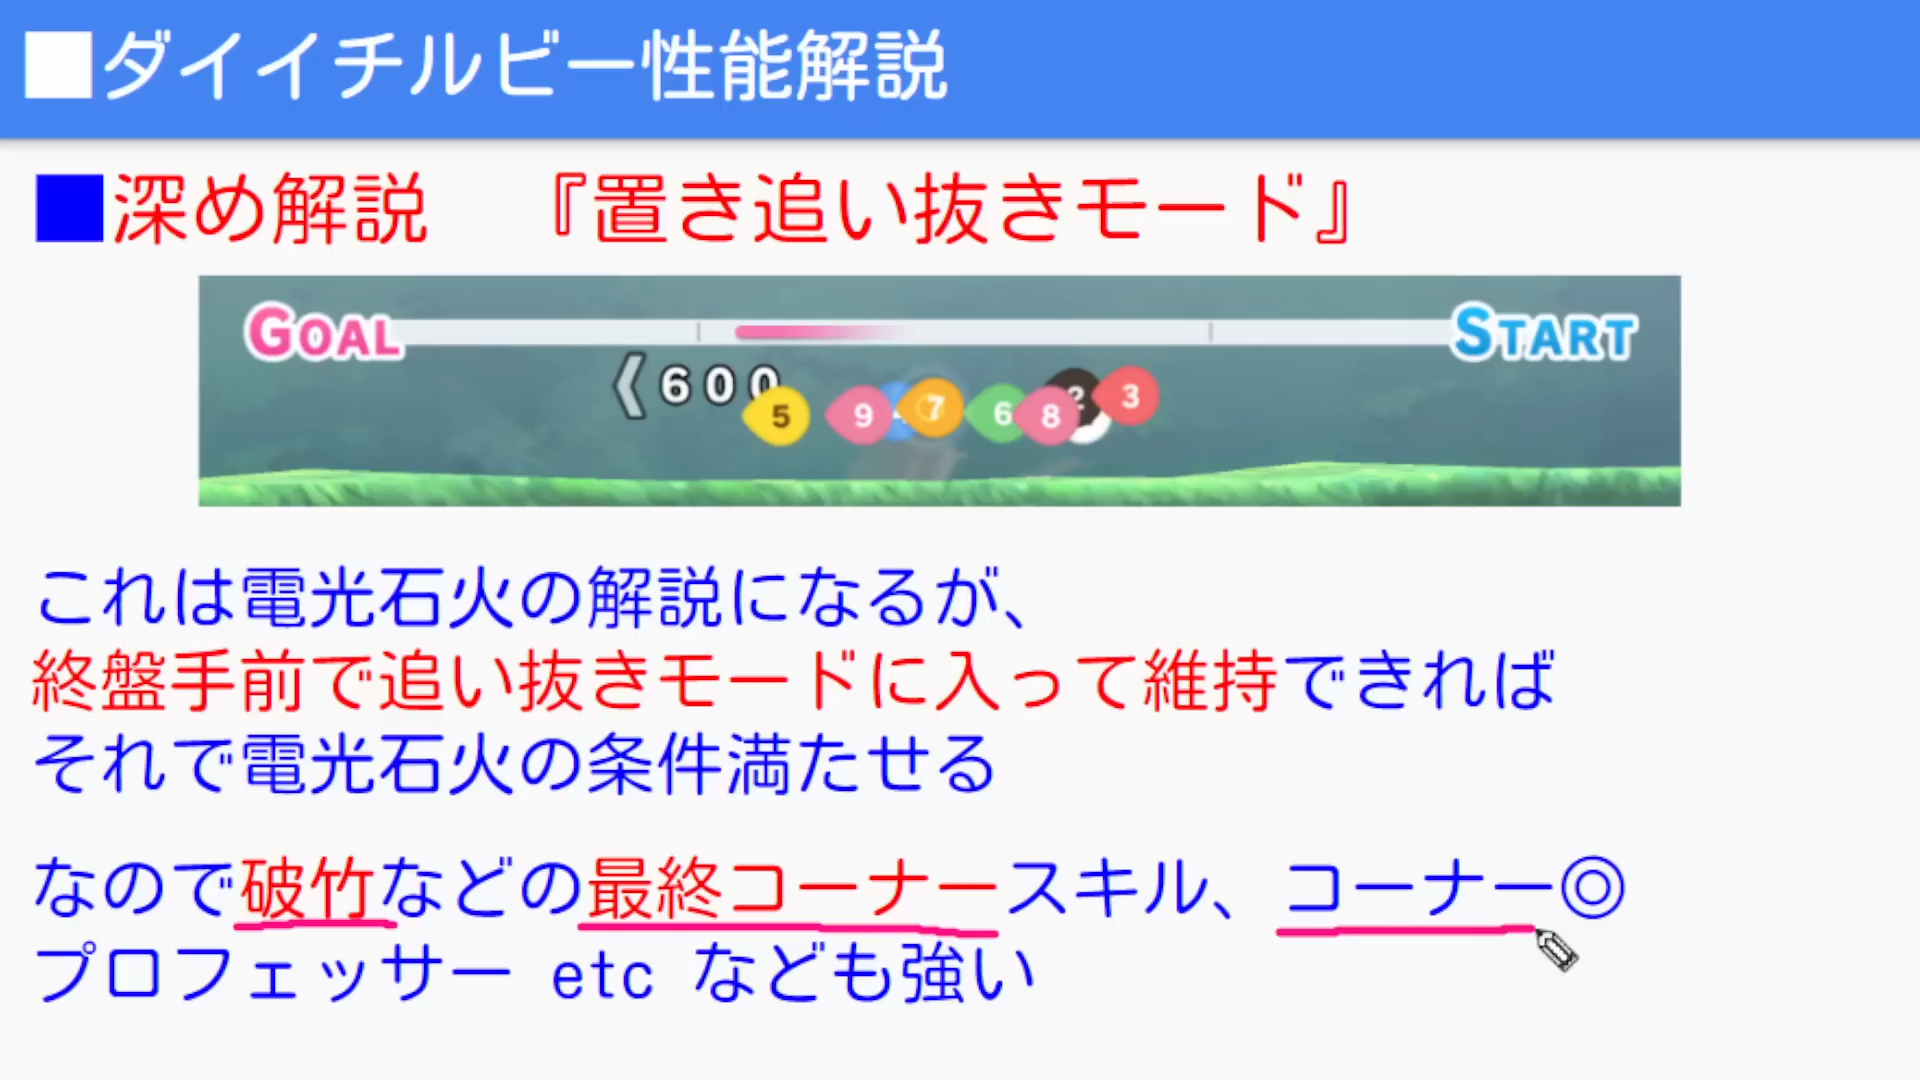 ■ダイイチルビー性能解説
■深め解説 『置き追い抜きモード』
GOAL
START
《600
5 9 7 6 8 2 3
これは電光石火の解説になるが、
終盤手前で追い抜きモードに入って維持できれば
それで電光石火の条件満たせる
なので破竹などの最終コーナースキル、コーナー◎
プロフェッサー etc なども強い